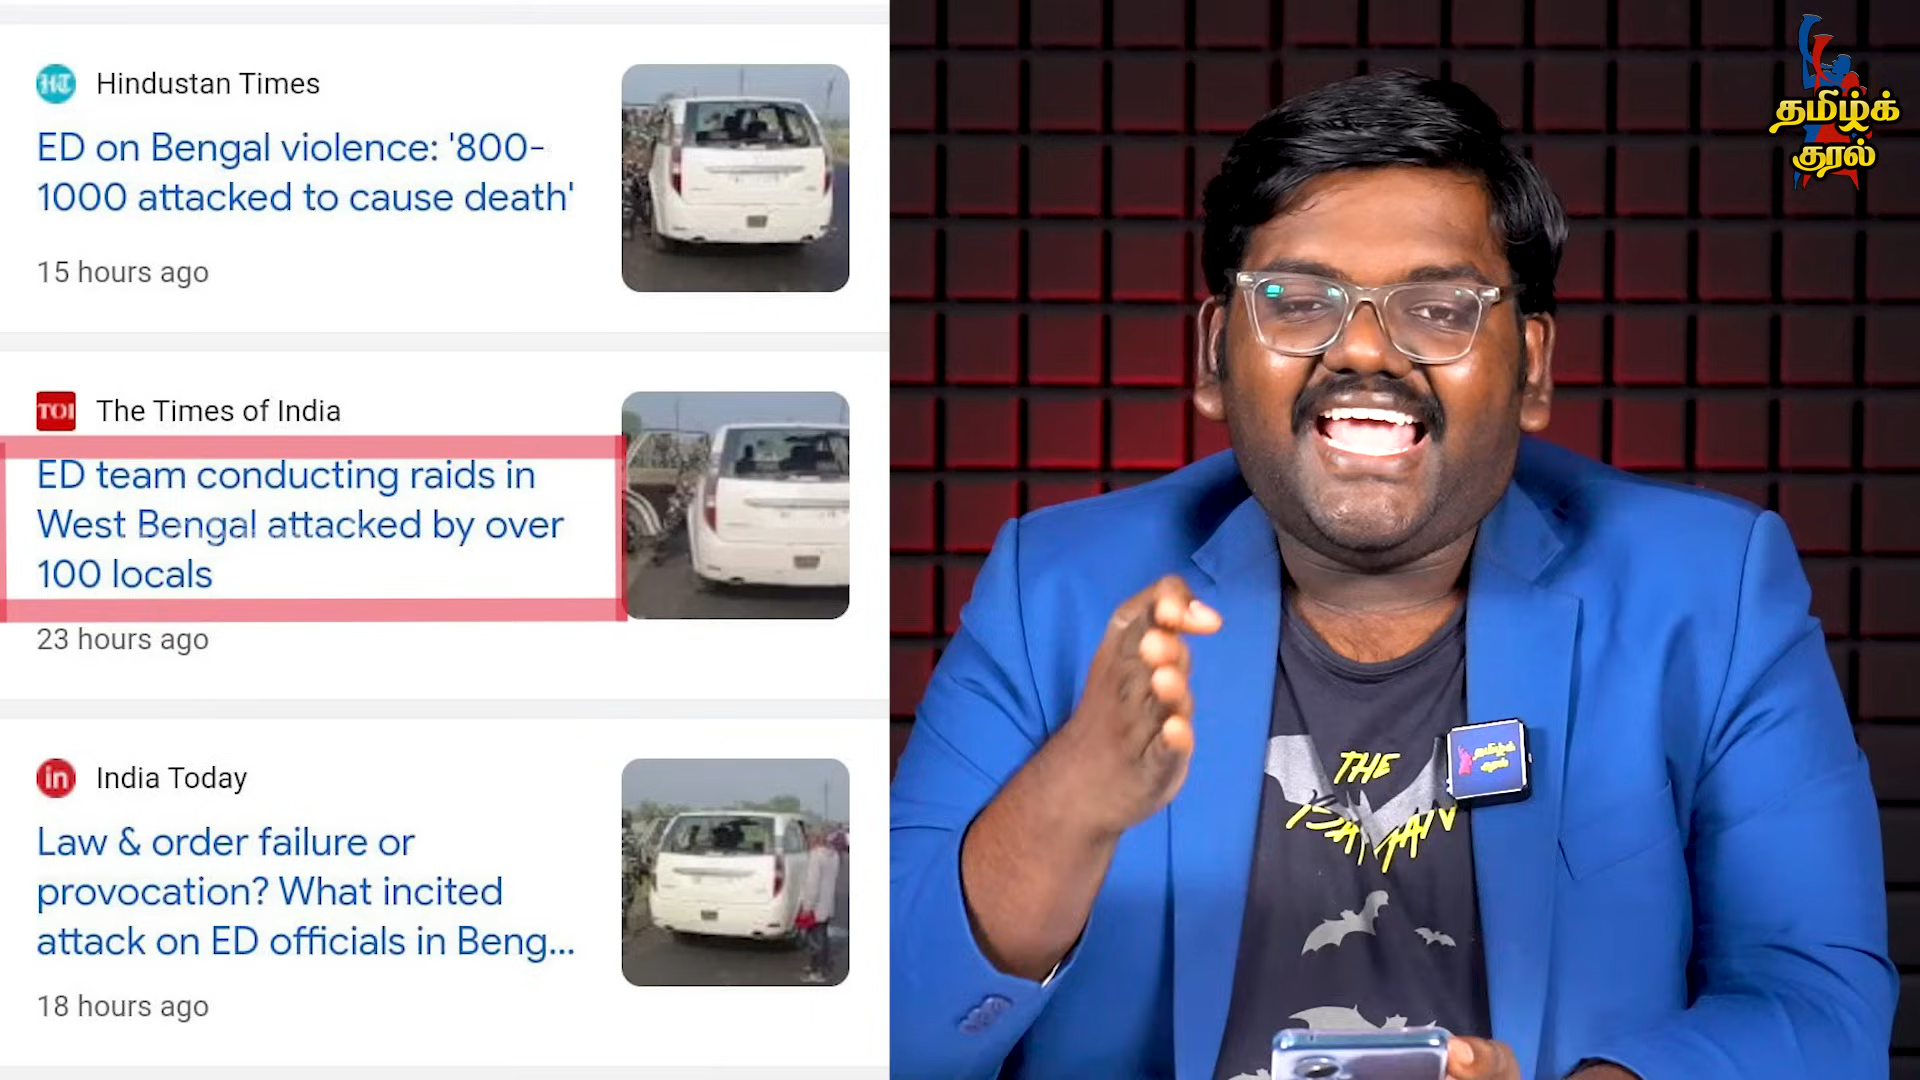 Hindustan Times
ED on Bengal violence: '800-
1000 attacked to cause death'
15 hours ago
TOI
The Times of India
ED team conducting raids in
West Bengal attacked by over
100 locals
23 hours ago
in
India Today
Law & order failure or
provocation? What incited
attack on ED officials in Beng...
18 hours ago
தமிழ்க்
குரல்
THE
தமிழ்க்
குரல்